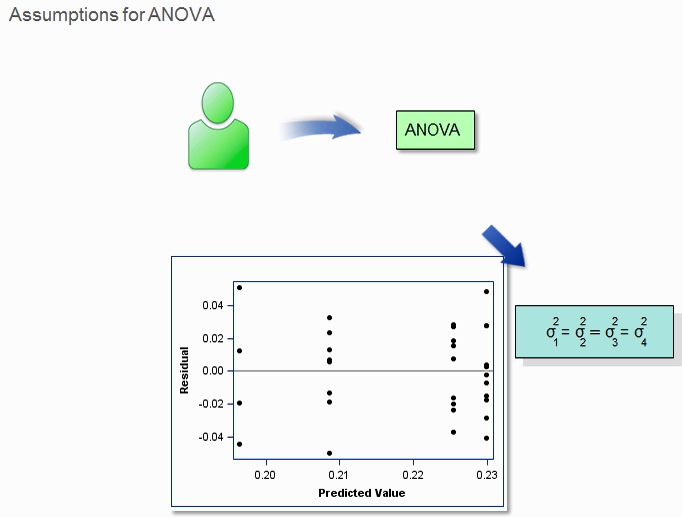 Assumptions for ANOVA
ANOVA
σ₁² = σ₂² = σ₃² = σ₄²
Residual
0.04
0.02
0.00
-0.02
-0.04
0.20 0.21 0.22 0.23
Predicted Value